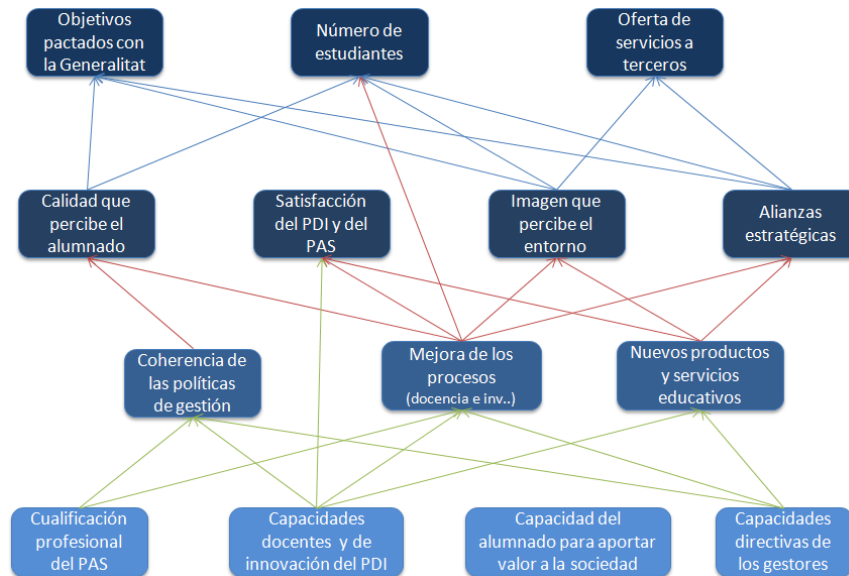 Objetivos
pactados con
la Generalitat
Número de
estudiantes
Oferta de
servicios a
terceros
Calidad que
percibe el
alumnado
Satisfacción
del PDI y del
PAS
Imagen que
percibe el
entorno
Alianzas
estratégicas
Coherencia de
las políticas
de gestión
Mejora de los
procesos
(docencia e inv..)
Nuevos productos
y servicios
educativos
Cualificación
profesional
del PAS
Capacidades
docentes y de
innovación del PDI
Capacidad del
alumnado para aportar
valor a la sociedad
Capacidades
directivas de
los gestores